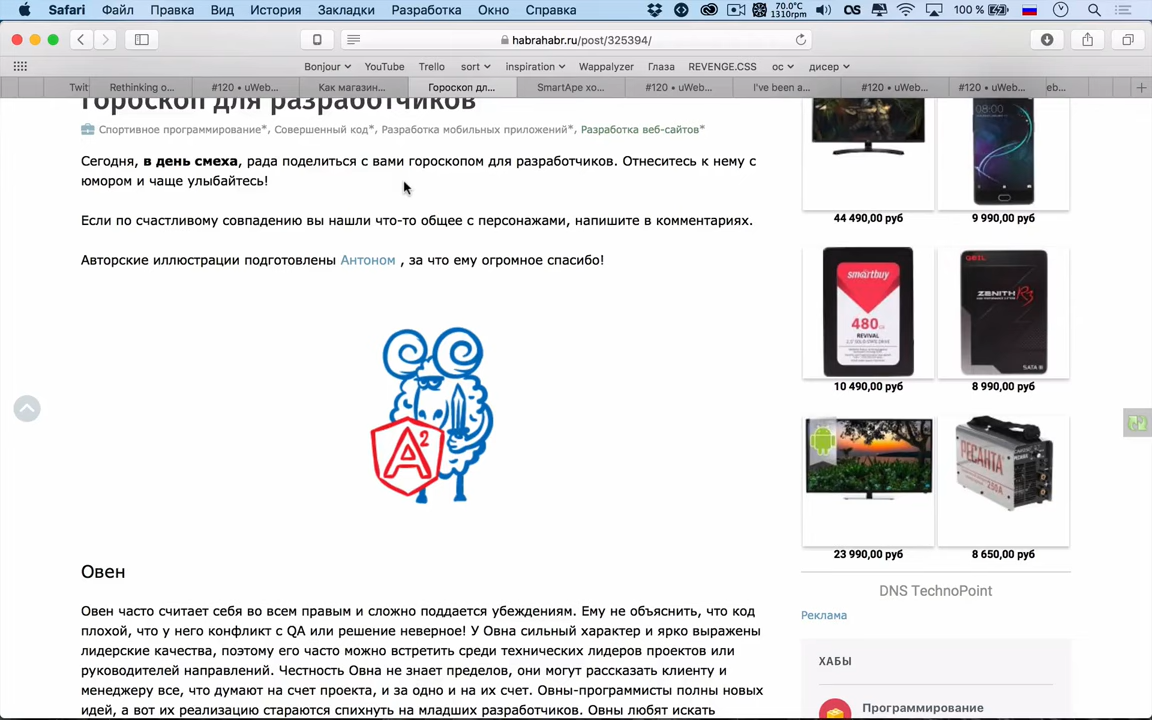 Safari Файл Правка Вид История Закладки Разработка Окно Справка 70.0°C 1310rpm 100 %
habrahabr.ru/post/325394/
Bonjour YouTube Trello sort inspiration Wappalyzer Глаза REVENGE.CSS ос дисер
Twit Rethinking o... #120 • uWeb... Как магазин... Гороскоп дл... SmartApe хо... #120 • uWeb... I've been a... #120 • uWeb... #120 • uWeb... eb...
Гороскоп для разработчиков
Спортивное программирование*, Совершенный код*, Разработка мобильных приложений*, Разработка веб-сайтов*
Сегодня, в день смеха, рада поделиться с вами гороскопом для разработчиков. Отнеситесь к нему с
юмором и чаще улыбайтесь!
Если по счастливому совпадению вы нашли что-то общее с персонажами, напишите в комментариях.
Авторские иллюстрации подготовлены Антоном , за что ему огромное спасибо!
A2
Овен
Овен часто считает себя во всем правым и сложно поддается убеждениям. Ему не объяснить, что код
плохой, что у него конфликт с QA или решение неверное! У Овна сильный характер и ярко выражены
лидерские качества, поэтому его часто можно встретить среди технических лидеров проектов или
руководителей направлений. Честность Овна не знает пределов, они могут рассказать клиенту и
менеджеру все, что думают на счет проекта, и за одно и на их счет. Овны-программисты полны новых
идей, а вот их реализацию стараются спихнуть на младших разработчиков. Овны любят искать
08:00
44 490,00 руб 9 990,00 руб
smartbuy
480
REVIVAL
ZENITH R3
SATA III
10 490,00 руб 8 990,00 руб
РЕСАНТА
250A
23 990,00 руб 8 650,00 руб
DNS TechnoPoint
Реклама
ХАБЫ
Программирование